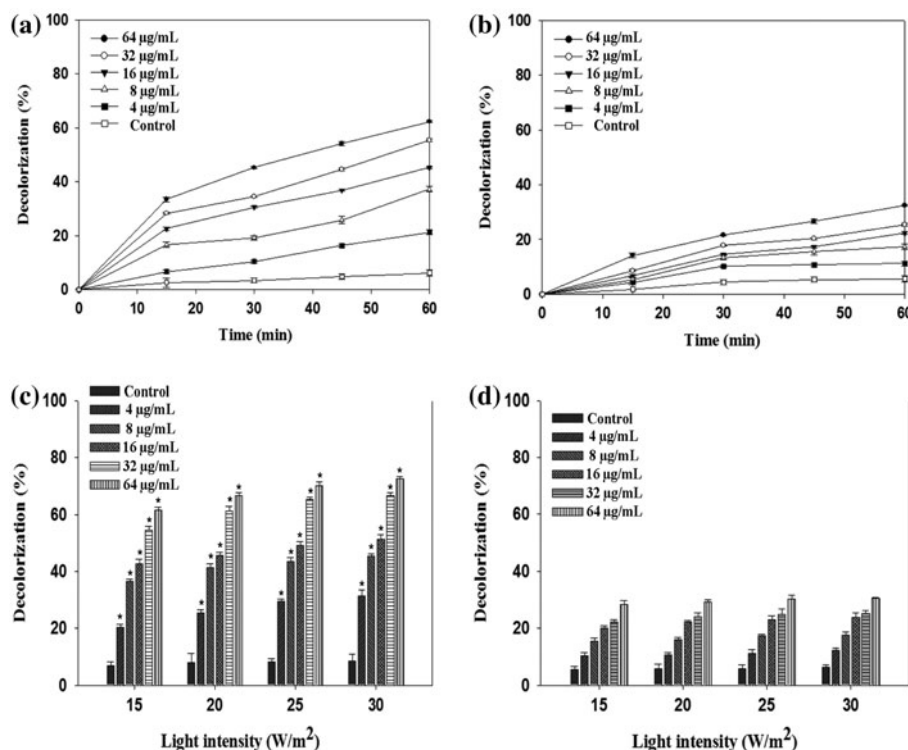 (a)
100
80
60
40
20
0
Decolorization (%)
64 µg/mL
32 µg/mL
16 µg/mL
8 µg/mL
4 µg/mL
Control
0 10 20 30 40 50 60
Time (min)
(b)
100
80
60
40
20
0
Decolorization (%)
64 µg/mL
32 µg/mL
16 µg/mL
8 µg/mL
4 µg/mL
Control
0 10 20 30 40 50 60
Time (min)
(c)
100
80
60
40
20
0
Decolorization (%)
Control
4 µg/mL
8 µg/mL
16 µg/mL
32 µg/mL
64 µg/mL
* * * * *
* * * * *
* * * * *
* * * * *
15 20 25 30
Light intensity (W/m²)
(d)
100
80
60
40
20
0
Decolorization (%)
Control
4 µg/mL
8 µg/mL
16 µg/mL
32 µg/mL
64 µg/mL
15 20 25 30
Light intensity (W/m²)